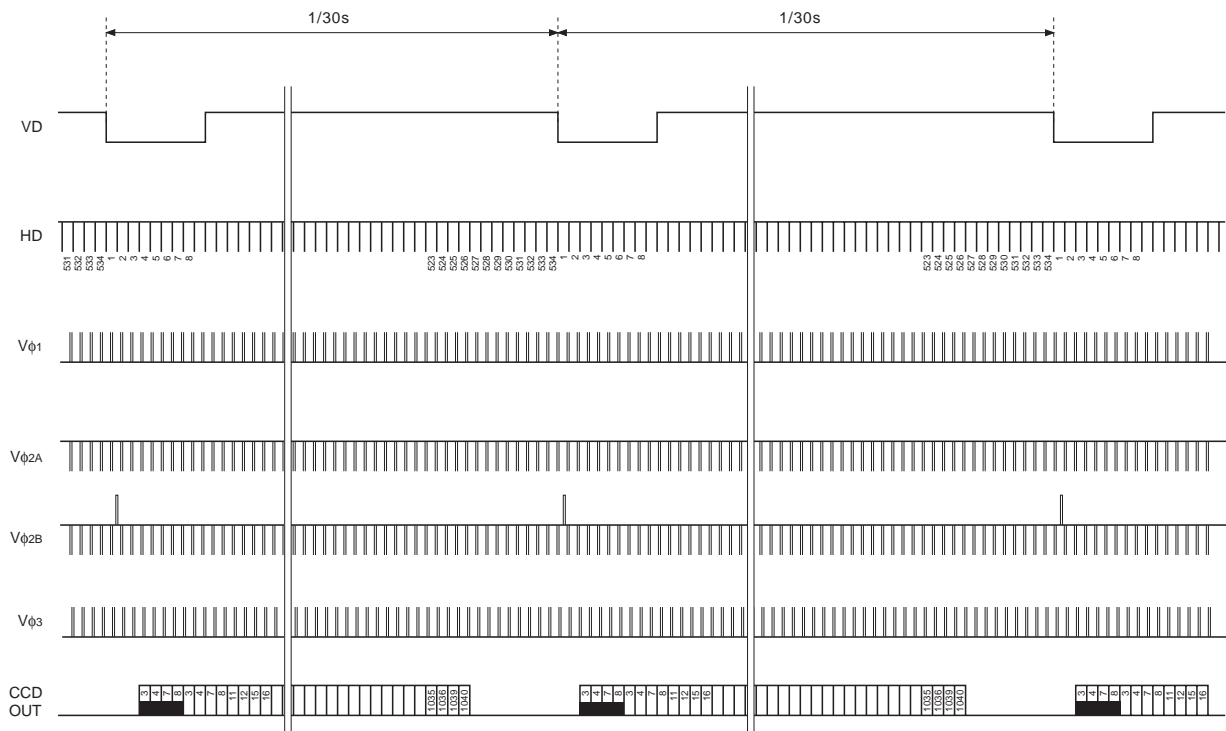 1/30s 1/30s
VD
HD
531 532 533 534 1 2 3 4 5 6 7 8 523 524 525 526 527 528 529 530 531 532 533 534 1 2 3 4 5 6 7 8 523 524 525 526 527 528 529 530 531 532 533 534 1 2 3 4 5 6 7 8
Vφ1
Vφ2A
Vφ2B
Vφ3
CCD OUT
3 4 7 8 3 4 7 8 11 12 15 16 1035 1036 1039 1040 3 4 7 8 3 4 7 8 11 12 15 16 1035 1036 1039 1040 3 4 7 8 3 4 7 8 11 12 15 16